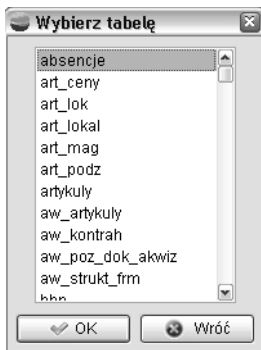 Wybierz tabelę
absencje
art_ceny
art_lok
art_lokal
art_mag
art_podz
artykuly
aw_artykuly
aw_kontrah
aw_poz_dok_akwiz
aw_strukt_frm
OK
Wróć